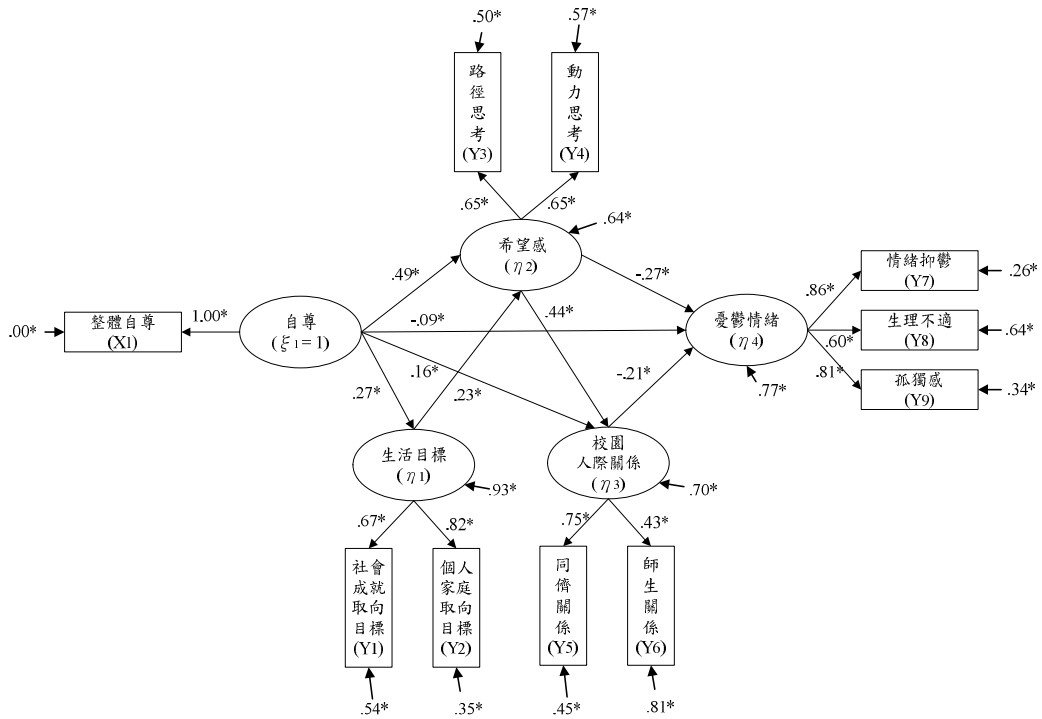 .50*
.57*
路徑思考
(Y3)
動力思考
(Y4)
.65*
.65*
.64*
希望感
(η2)
.49*
-.27*
.44*
情緒抑鬱
(Y7)
.26*
.86*
.00*
整體自尊
(X1)
1.00*
自尊
(ξ1=1)
-.09*
憂鬱情緒
(η4)
.60*
生理不適
(Y8)
.64*
.77*
.81*
孤獨感
(Y9)
.34*
.27*
.16*
.23*
-.21*
生活目標
(η1)
.93*
校園
人際關係
(η3)
.70*
.67*
.82*
.75*
.43*
社會
成就
取向
目標
(Y1)
個人
家庭
取向
目標
(Y2)
同儕關係
(Y5)
師生關係
(Y6)
.54*
.35*
.45*
.81*